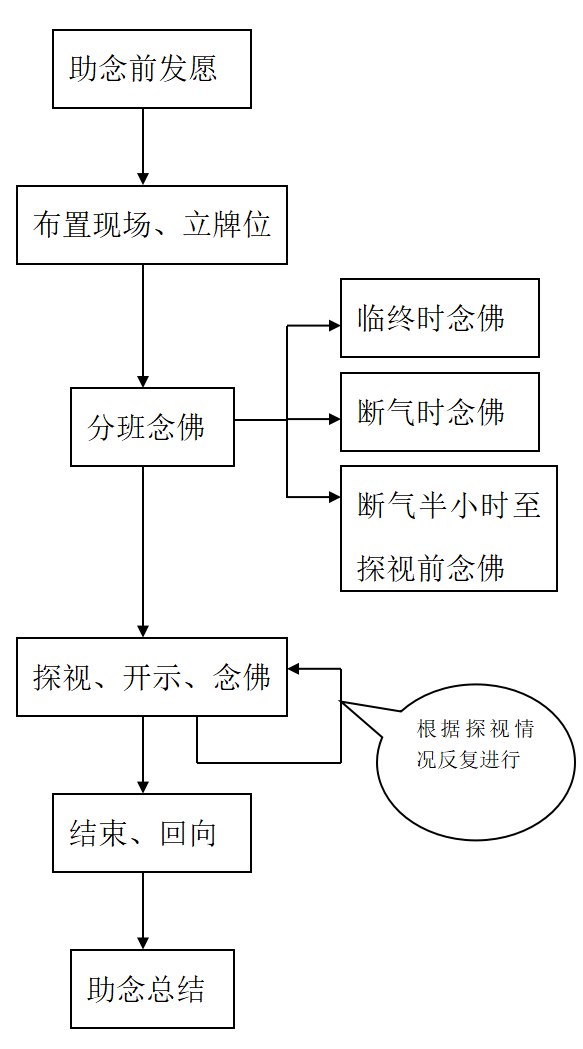 助念前发愿
布置现场、立牌位
临终时念佛
分班念佛
断气时念佛
断气半小时至
探视前念佛
探视、开示、念佛
根据探视情
况反复进行
结束、回向
助念总结